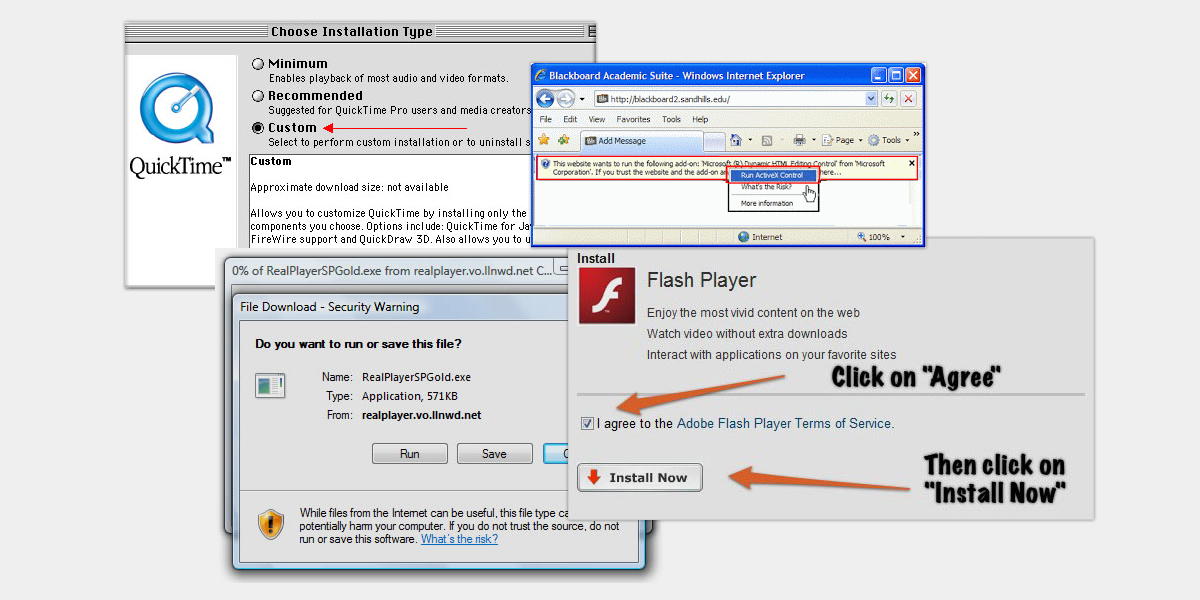 Choose Installation Type
Minimum
Enables playback of most audio and video formats.
Recommended
Suggested for QuickTime Pro users and media creators
Custom
Select to perform custom installation or to uninstall s
QuickTime™
Custom
Approximate download size: not available
Allows you to customize QuickTime by installing only the
components you choose. Options include: QuickTime for Ja
FireWire support and QuickDraw 3D. Also allows you to u
Blackboard Academic Suite - Windows Internet Explorer
http://blackboard2.sandhills.edu/
File Edit View Favorites Tools Help
Add Message
Page Tools
This website wants to run the following add-on: 'Microsoft (R) Dynamic HTML Editing Control' from 'Microsoft
Corporation'. If you trust the website and the add-on an here...
Run ActiveX Control
What's the Risk?
More information
Internet
100%
0% of RealPlayerSPGold.exe from realplayer.vo.llnwd.net C...
File Download - Security Warning
Do you want to run or save this file?
Name: RealPlayerSPGold.exe
Type: Application, 571KB
From: realplayer.vo.llnwd.net
Run
Save
C
While files from the Internet can be useful, this file type ca
potentially harm your computer. If you do not trust the source, do not
run or save this software. What's the risk?
Install
Flash Player
Enjoy the most vivid content on the web
Watch video without extra downloads
Interact with applications on your favorite sites
Click on "Agree"
I agree to the Adobe Flash Player Terms of Service.
Install Now
Then click on
"Install Now"